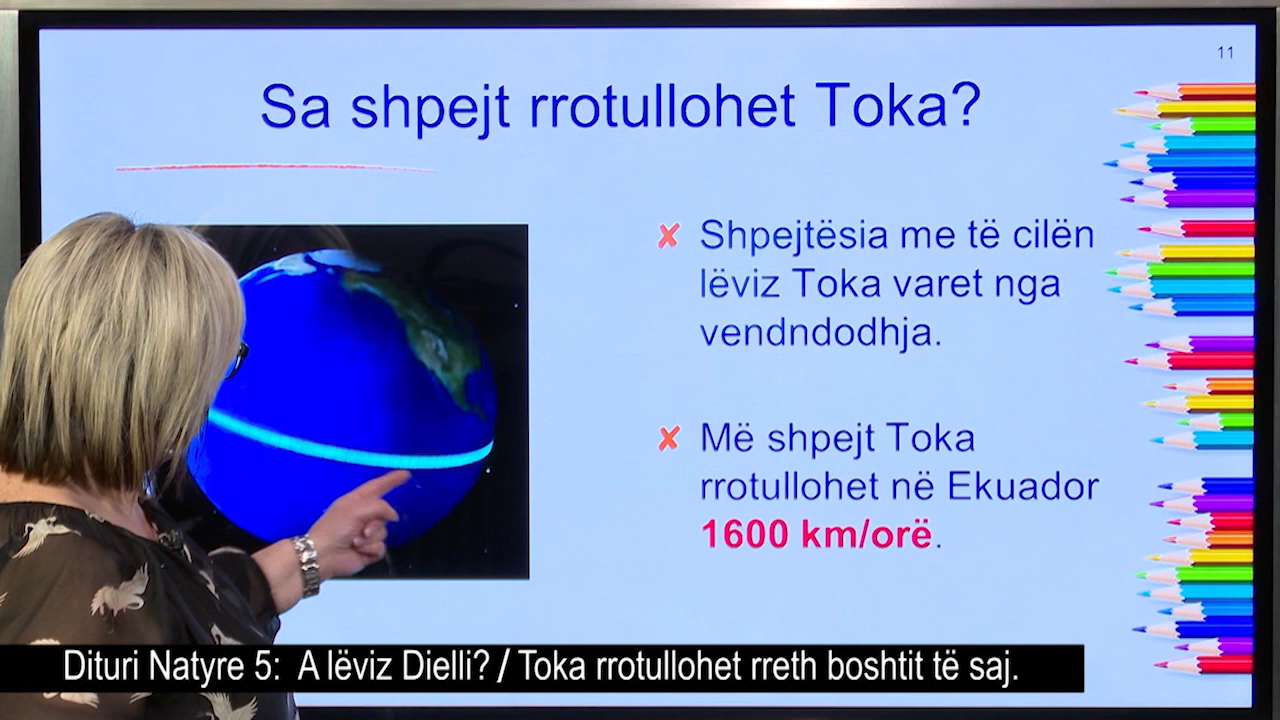 11
Sa shpejt rrotullohet Toka?
✘ Shpejtësia me të cilën
lëviz Toka varet nga
vendndodhja.
✘ Më shpejt Toka
rrotullohet në Ekuador
1600 km/orë.
Dituri Natyre 5: A lëviz Dielli? / Toka rrotullohet rreth boshtit të saj.